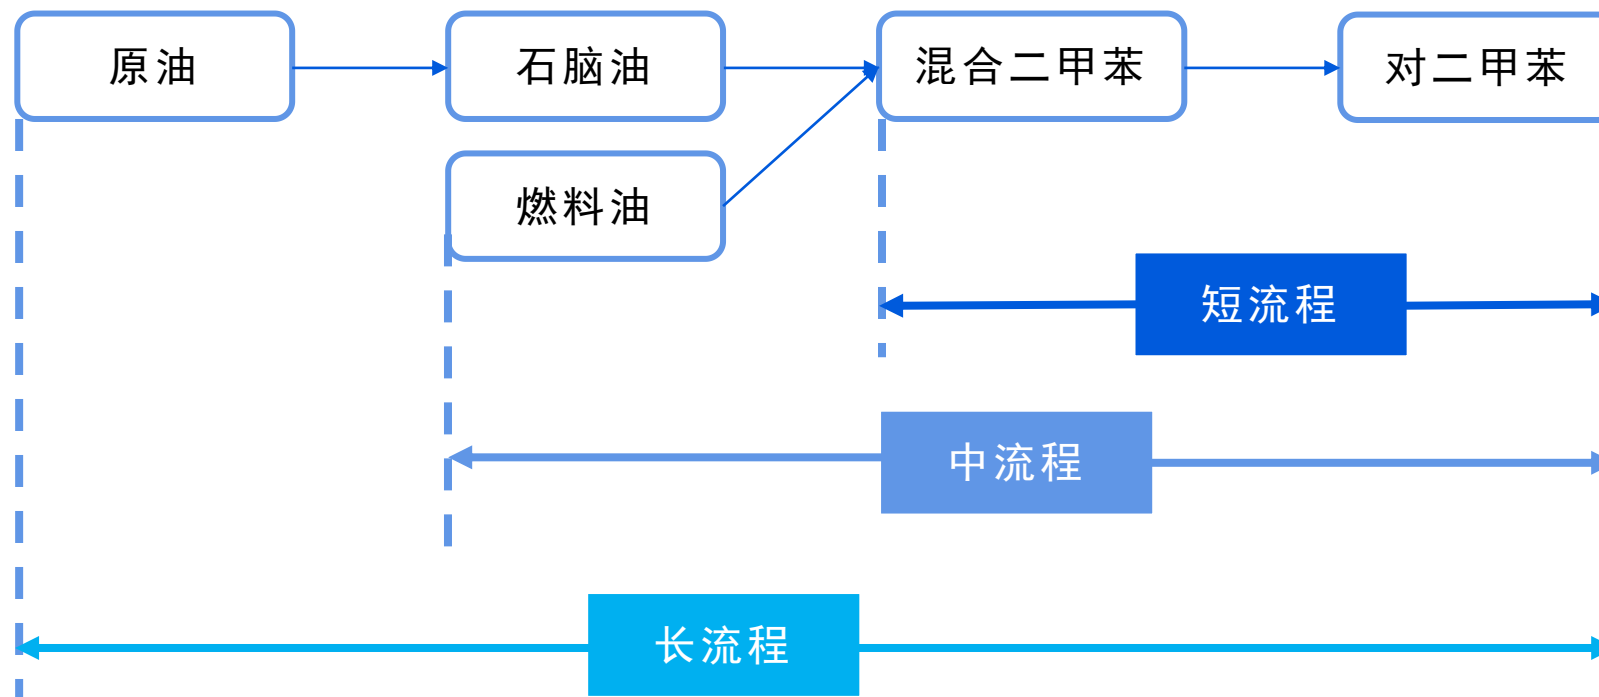 原油
石脑油
混合二甲苯
对二甲苯
燃料油
短流程
中流程
长流程